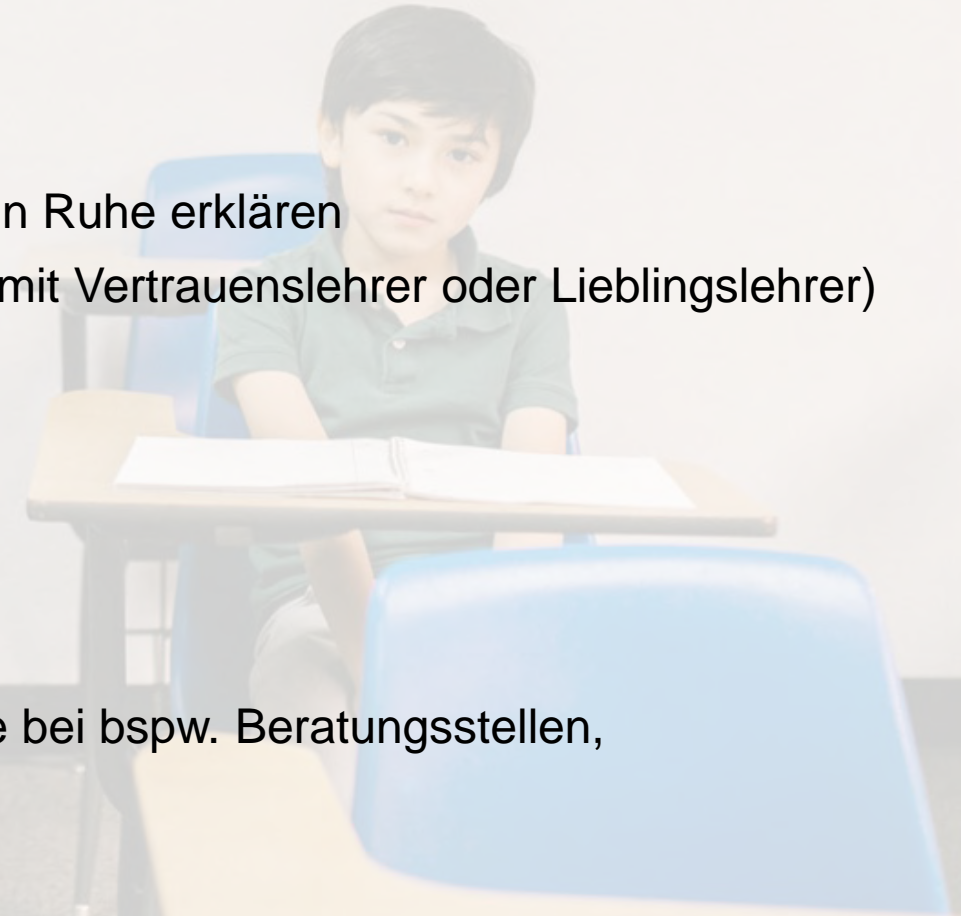 n Ruhe erklären
mit Vertrauenslehrer oder Lieblingslehrer)
bei bspw. Beratungsstellen,